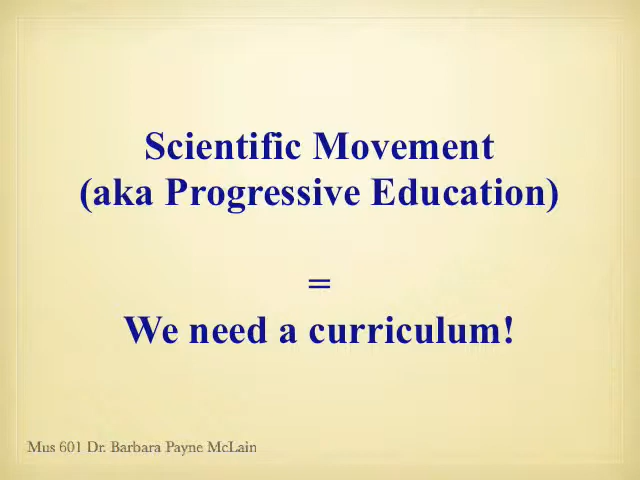 Scientific Movement
(aka Progressive Education)
=
We need a curriculum!
Mus 601 Dr. Barbara Payne McLain